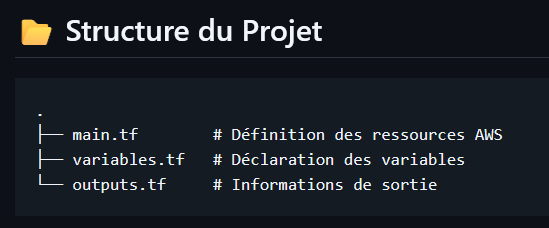 📂 Structure du Projet
.
├── main.tf        # Définition des ressources AWS
├── variables.tf   # Déclaration des variables
└── outputs.tf     # Informations de sortie